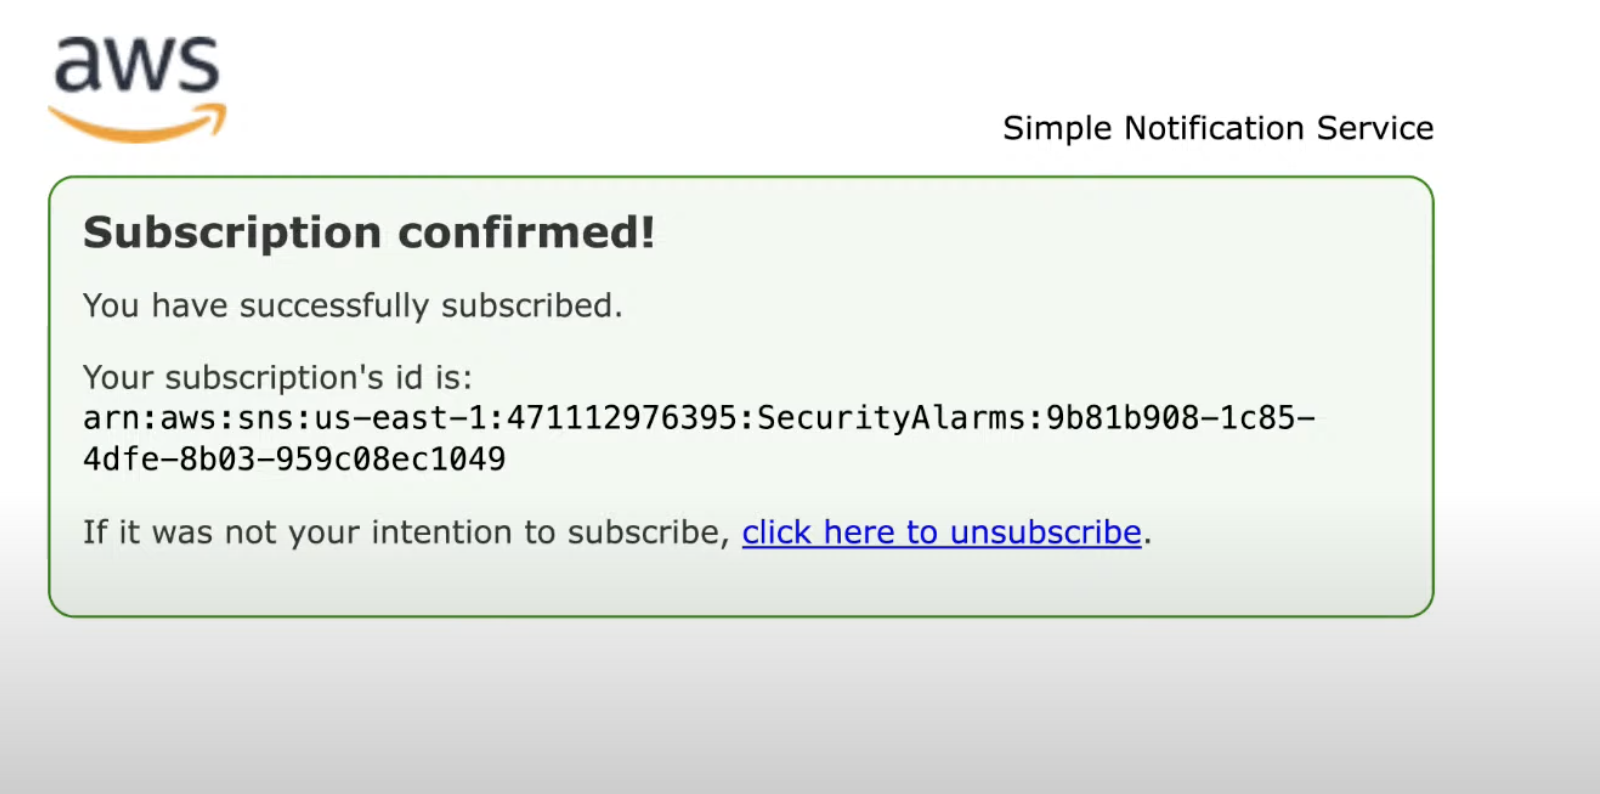 aws
Simple Notification Service
Subscription confirmed!
You have successfully subscribed.
Your subscription's id is:
arn:aws:sns:us-east-1:471112976395:SecurityAlarms:9b81b908-1c85-
4dfe-8b03-959c08ec1049
If it was not your intention to subscribe, click here to unsubscribe.